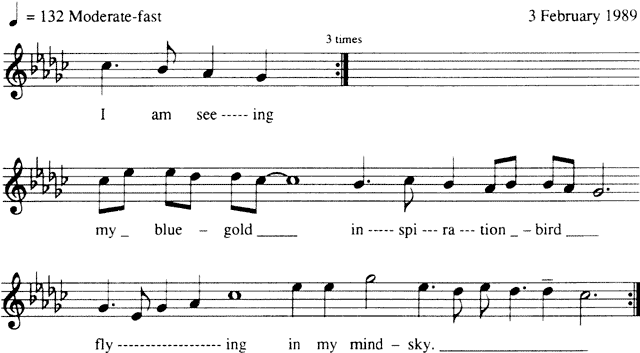 ♩ = 132 Moderate-fast 3 February 1989
3 times
I am see ----- ing
my _ blue – gold _____ in ----- spi --- ra --- tion _ – bird ____
fly ------------------- ing in my mind – sky. __________________